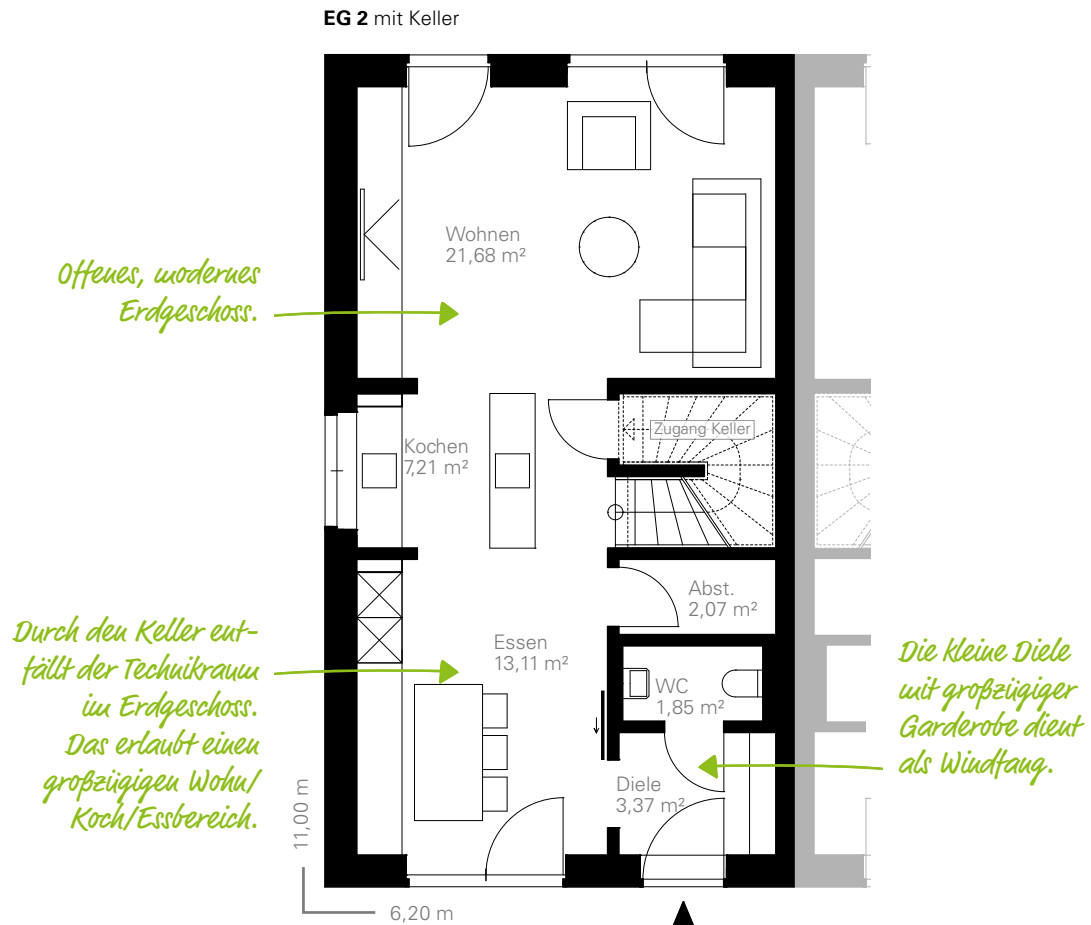 EG 2 mit Keller
Wohnen
21,68 m²
Offenes, modernes
Erdgeschoss.
Zugang Keller
Kochen
7,21 m²
Abst.
2,07 m²
Durch den Keller ent-
fällt der Technikraum
im Erdgeschoss.
Das erlaubt einen
großzügigen Wohn/
Koch/Essbereich.
Essen
13,11 m²
WC
1,85 m²
Die kleine Diele
mit großzügiger
Garderobe dient
als Windfang.
Diele
3,37 m²
11,00 m
6,20 m